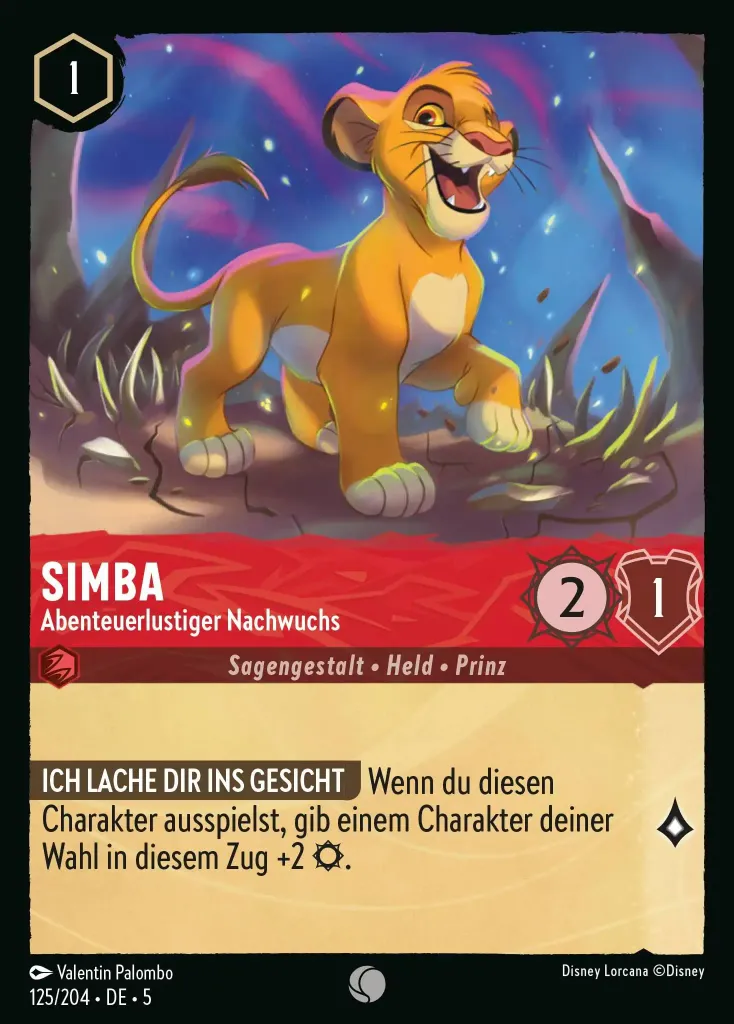 1
SIMBA
Abenteuerlustiger Nachwuchs
2
1
Sagengestalt • Held • Prinz
ICH LACHE DIR INS GESICHT Wenn du diesen
Charakter ausspielst, gib einem Charakter deiner
Wahl in diesem Zug +2 .
Valentin Palombo
Disney Lorcana ©Disney
125/204 • DE • 5